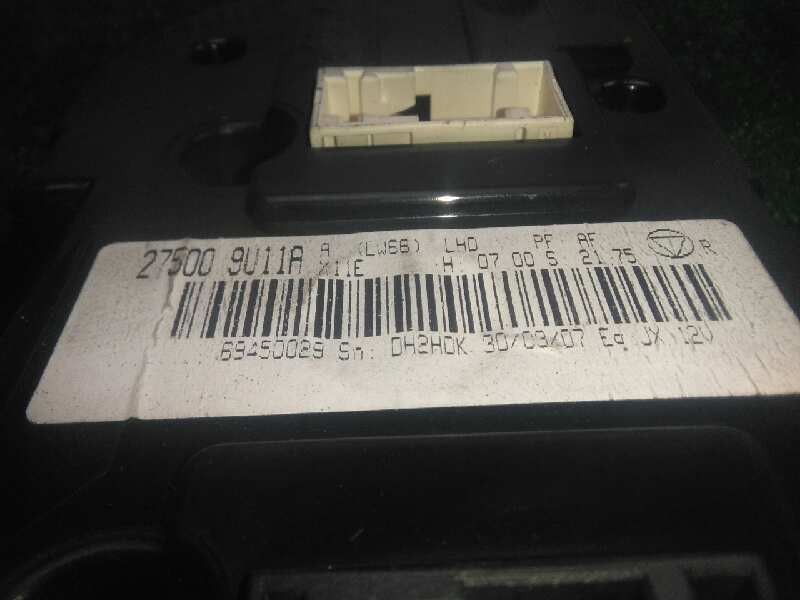 27500 9U11A A (LW66) LHD PF AF
X11E H. 07 00 5 21.75 R
69450029 Sn: DH2HDK 30/03/07 Eq JX 12V